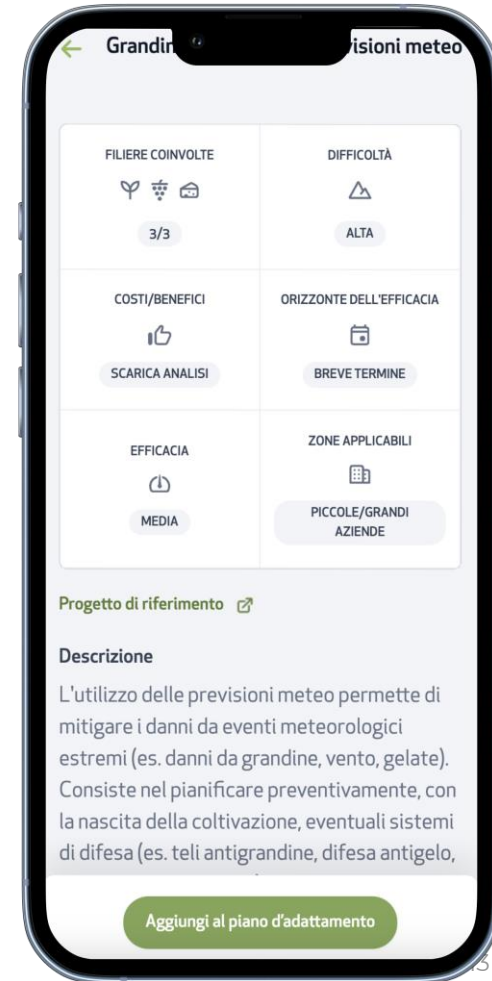 Grandin
visioni meteo
FILIERE COINVOLTE
DIFFICOLTÀ
3/3
ALTA
COSTI/BENEFICI
ORIZZONTE DELL'EFFICACIA
SCARICA ANALISI
BREVE TERMINE
EFFICACIA
ZONE APPLICABILI
MEDIA
PICCOLE/GRANDI
AZIENDE
Progetto di riferimento
Descrizione
L'utilizzo delle previsioni meteo permette di
mitigare i danni da eventi meteorologici
estremi (es. danni da grandine, vento, gelate).
Consiste nel pianificare preventivamente, con
la nascita della coltivazione, eventuali sistemi
di difesa (es. teli antigrandine, difesa antigelo,
Aggiungi al piano d'adattamento